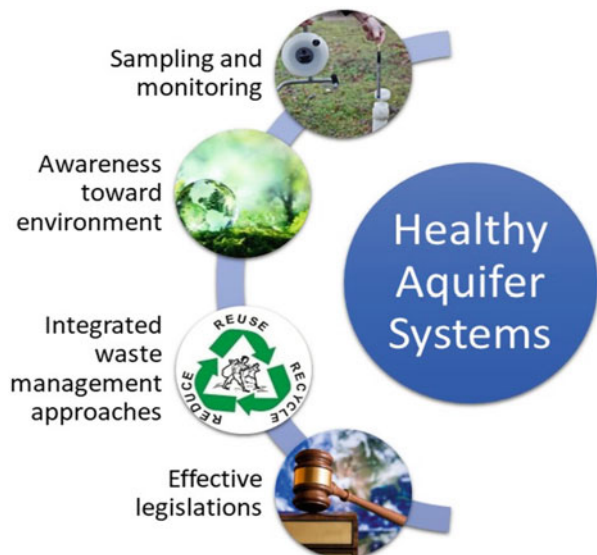 Sampling and
monitoring
Awareness
toward
environment
Integrated
waste
management
approaches
REUSE
RECYCLE
REDUCE
Effective
legislations
Healthy
Aquifer
Systems